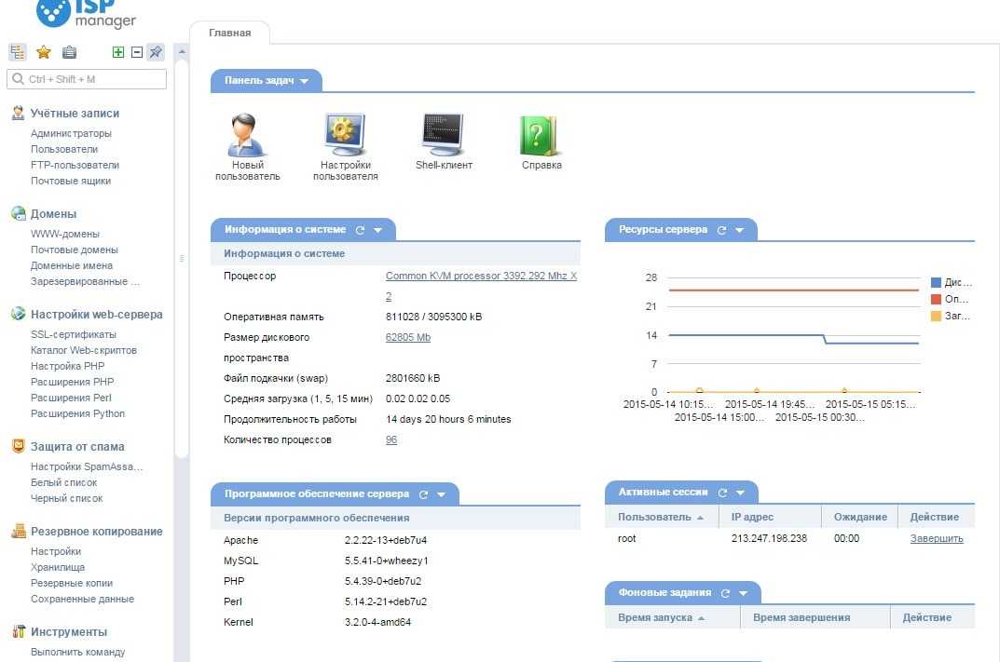 ISP
manager
Ctrl + Shift + M
Учётные записи
Администраторы
Пользователи
FTP-пользователи
Почтовые ящики
Домены
WWW-домены
Почтовые домены
Доменные имена
Зарезервированные ...
Настройки web-сервера
SSL-сертификаты
Каталог Web-скриптов
Настройка PHP
Расширения PHP
Расширения Perl
Расширения Python
Защита от спама
Настройки SpamAssa...
Белый список
Черный список
Резервное копирование
Настройки
Хранилища
Резервные копии
Сохраненные данные
Инструменты
Выполнить команду
Главная
Панель задач
Новый
пользователь
Настройки
пользователя
Shell-клиент
Справка
Информация о системе
Информация о системе
Процессор Common KVM processor 3392.292 Mhz X
2
Оперативная память 811028 / 3095300 kB
Размер дискового 62805 Mb
пространства
Файл подкачки (swap) 2801660 kB
Средняя загрузка (1, 5, 15 мин) 0.02 0.02 0.05
Продолжительность работы 14 days 20 hours 6 minutes
Количество процессов 96
Ресурсы сервера
28
21
14
7
0
2015-05-14 10:15... 2015-05-14 19:45... 2015-05-15 05:15...
2015-05-14 15:00... 2015-05-15 00:30...
Дис...
Оп...
Заг...
Программное обеспечение сервера
Версии программного обеспечения
Apache 2.2.22-13+deb7u4
MySQL 5.5.41-0+wheezy1
PHP 5.4.39-0+deb7u2
Perl 5.14.2-21+deb7u2
Kernel 3.2.0-4-amd64
Активные сессии
Пользователь IP адрес Ожидание Действие
root 213.247.198.238 00:00 Завершить
Фоновые задания
Время запуска Время завершения Действие